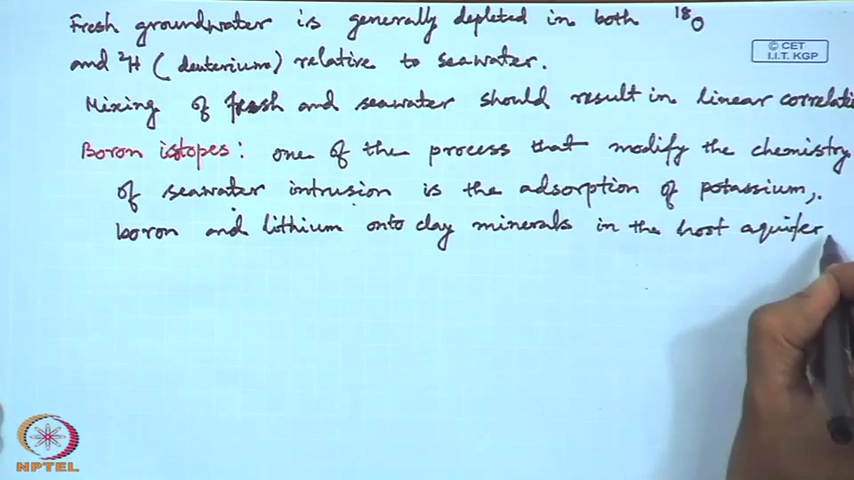 Fresh groundwater is generally depleted in both ¹⁸O
and ²H (deuterium) relative to seawater.
© CET
I.I.T. KGP
Mixing of fresh and seawater should result in linear correlati
Boron istopes: one of the process that modify the chemistry
of seawater intrusion is the adsorption of potassium,
boron and lithium onto clay minerals in the host aquifer
NPTEL